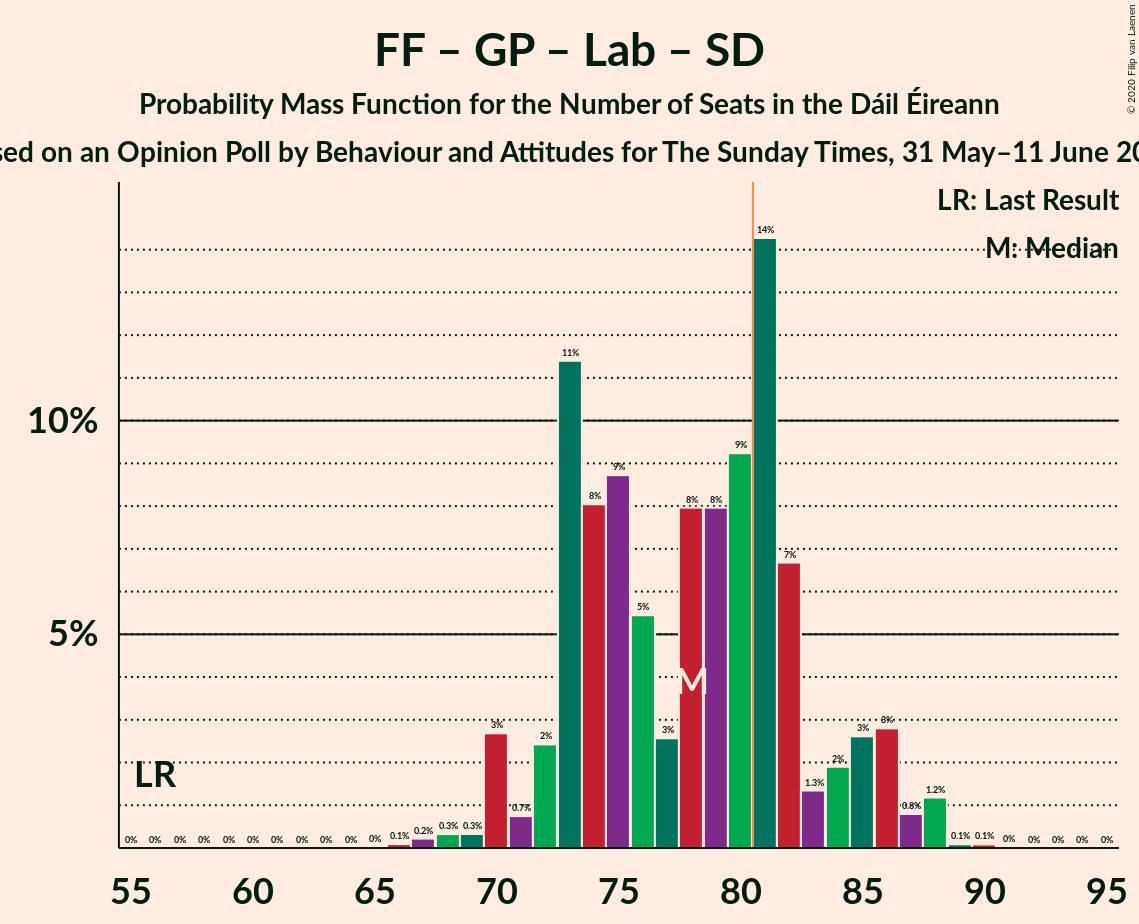 FF – GP – Lab – SD
Probability Mass Function for the Number of Seats in the Dáil Éireann
sed on an Opinion Poll by Behaviour and Attitudes for The Sunday Times, 31 May–11 June 20
© 2020 Filip van Laenen
LR: Last Result
M: Median
14%
11%
10%
9%
9%
8%
8%
8%
7%
5%
5%
M
3%
3%
3%
3%
2%
2%
LR
1.3%
1.2%
0.7%
0.8%
0% 0% 0% 0% 0% 0% 0% 0% 0% 0% 0% 0.1% 0.2% 0.3% 0.3% 0.1% 0.1% 0% 0% 0% 0% 0%
55 60 65 70 75 80 85 90 95